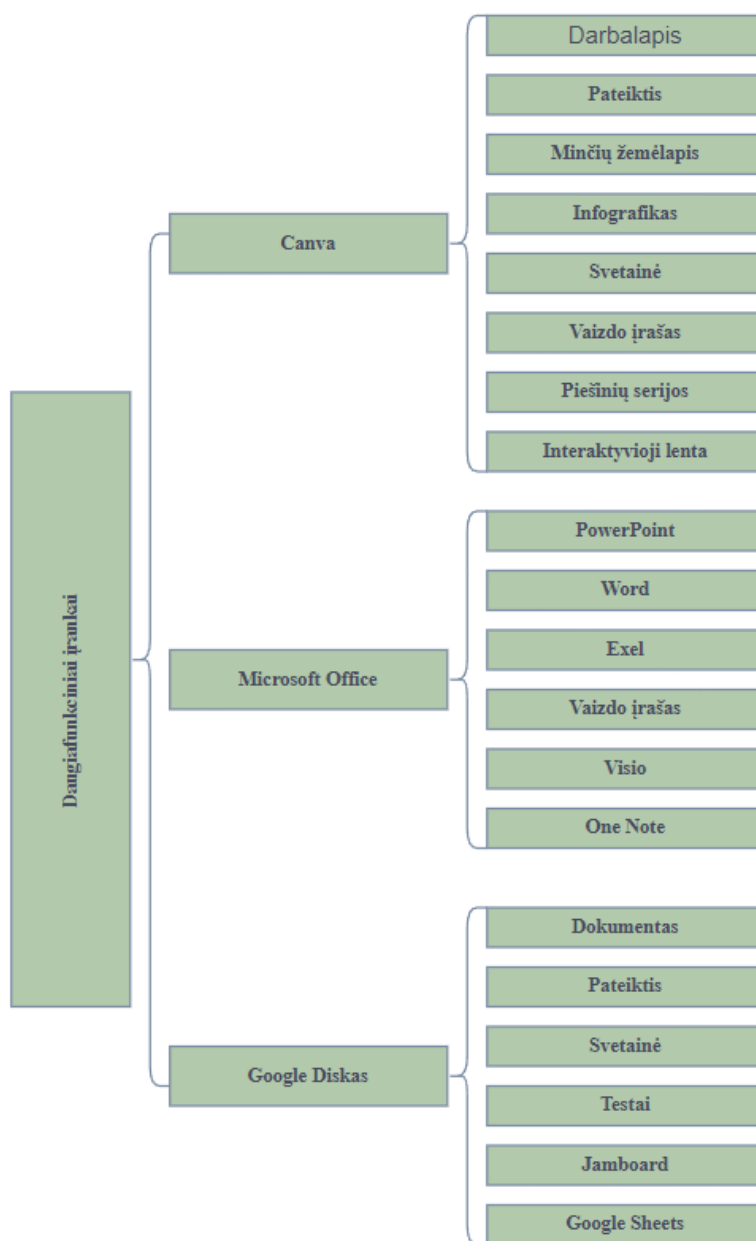 Daugiafunkciniai įrankai
Canva
Darbalapis
Pateiktis
Minčių žemėlapis
Infografikas
Svetainė
Vaizdo įrašas
Piešinių serijos
Interaktyvioji lenta
Microsoft Office
PowerPoint
Word
Exel
Vaizdo įrašas
Visio
One Note
Google Diskas
Dokumentas
Pateiktis
Svetainė
Testai
Jamboard
Google Sheets